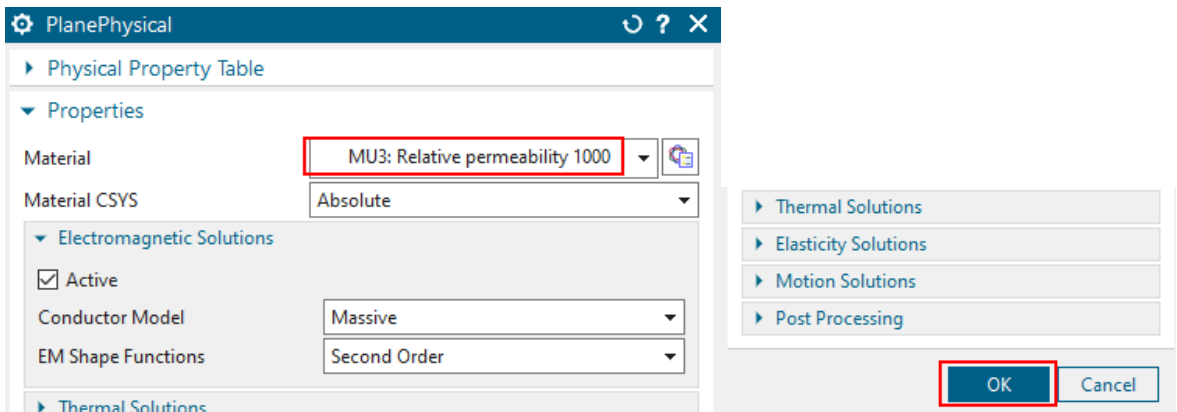 PlanePhysical
Physical Property Table
Properties
Material MU3: Relative permeability 1000
Material CSYS Absolute
Electromagnetic Solutions
Active
Conductor Model Massive
EM Shape Functions Second Order
Thermal Solutions
Thermal Solutions
Elasticity Solutions
Motion Solutions
Post Processing
OK Cancel